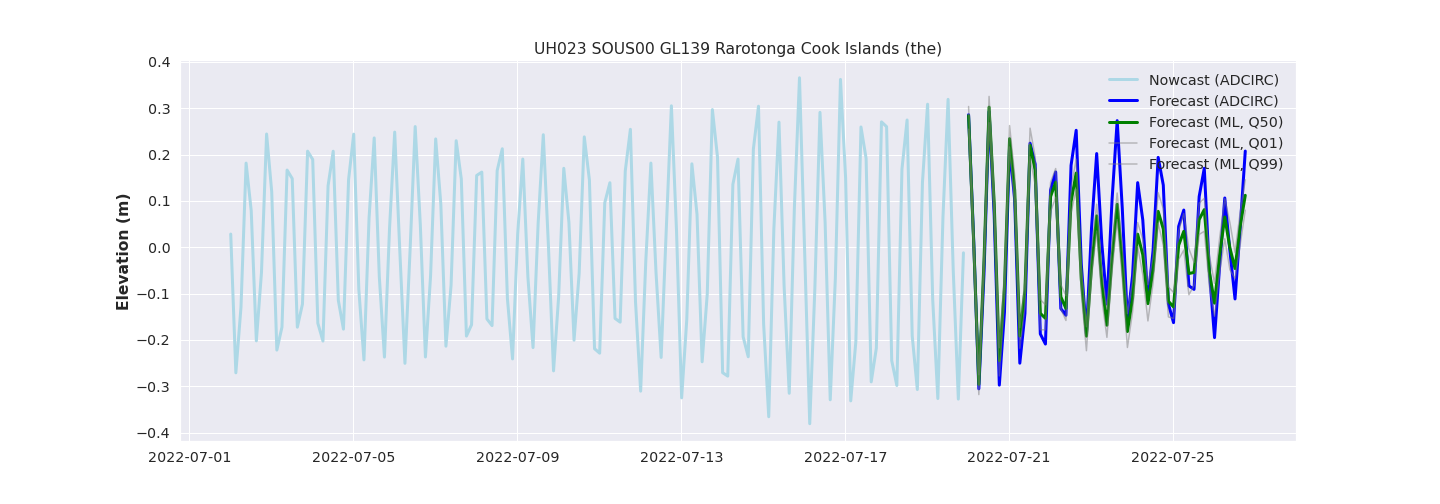 UH023 SOUS00 GL139 Rarotonga Cook Islands (the)
Elevation (m)
0.4
0.3
0.2
0.1
0.0
−0.1
−0.2
−0.3
−0.4
Nowcast (ADCIRC)
Forecast (ADCIRC)
Forecast (ML, Q50)
Forecast (ML, Q01)
Forecast (ML, Q99)
2022-07-01 2022-07-05 2022-07-09 2022-07-13 2022-07-17 2022-07-21 2022-07-25